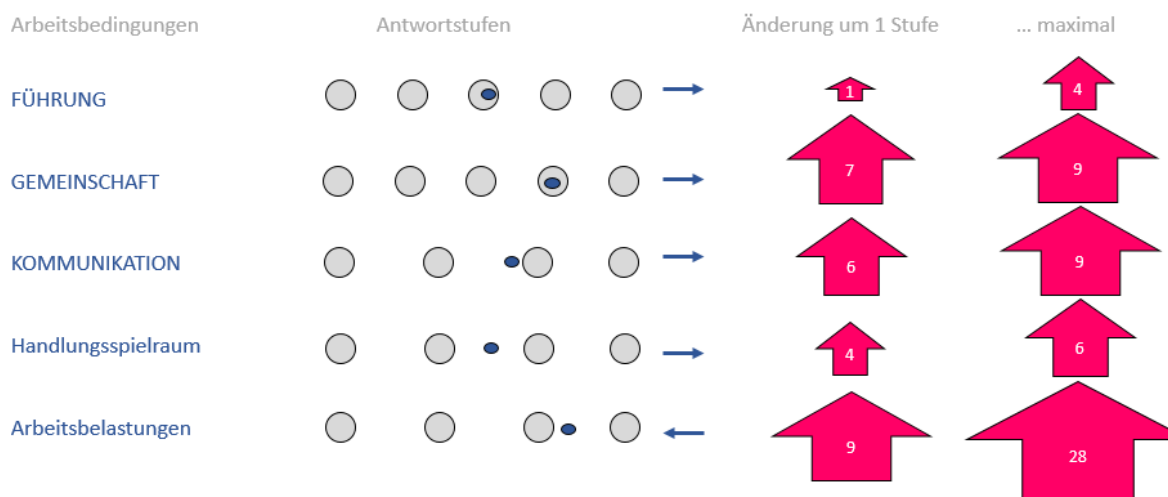 Arbeitsbedingungen Antwortstufen Änderung um 1 Stufe ... maximal
FÜHRUNG 1 4
GEMEINSCHAFT 7 9
KOMMUNIKATION 6 9
Handlungsspielraum 4 6
Arbeitsbelastungen 9 28